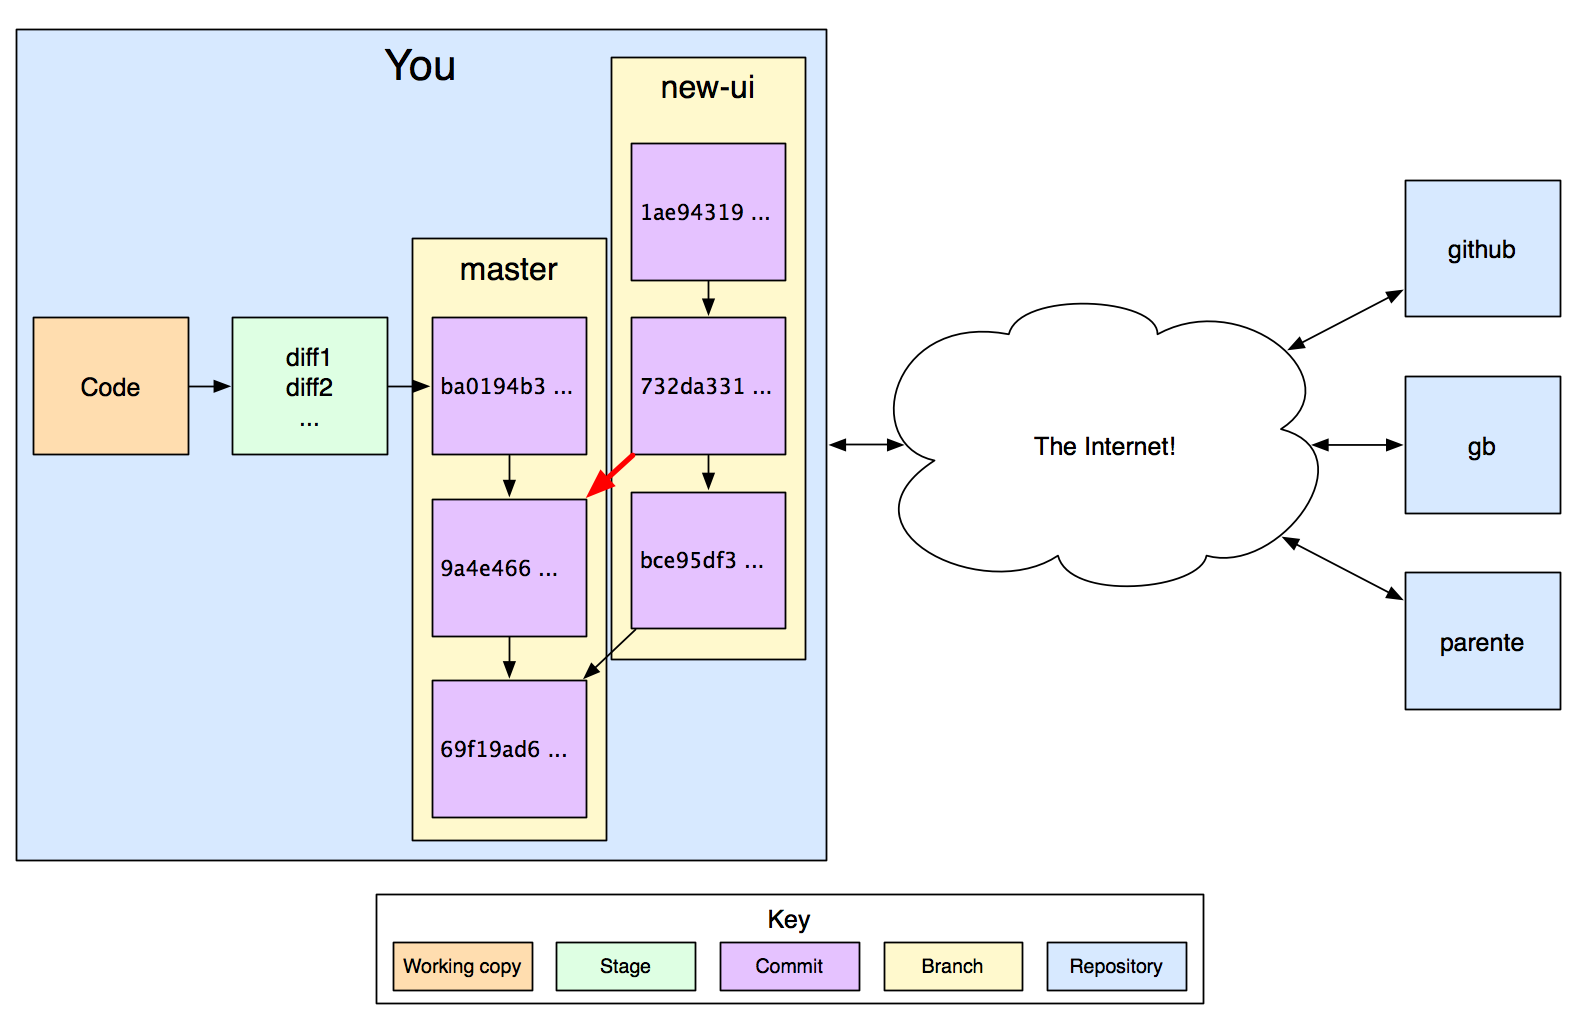 You
new-ui
1ae94319 ...
master
Code
diff1
diff2
...
ba0194b3 ...
732da331 ...
9a4e466 ...
bce95df3 ...
69f19ad6 ...
The Internet!
github
gb
parente
Key
Working copy
Stage
Commit
Branch
Repository